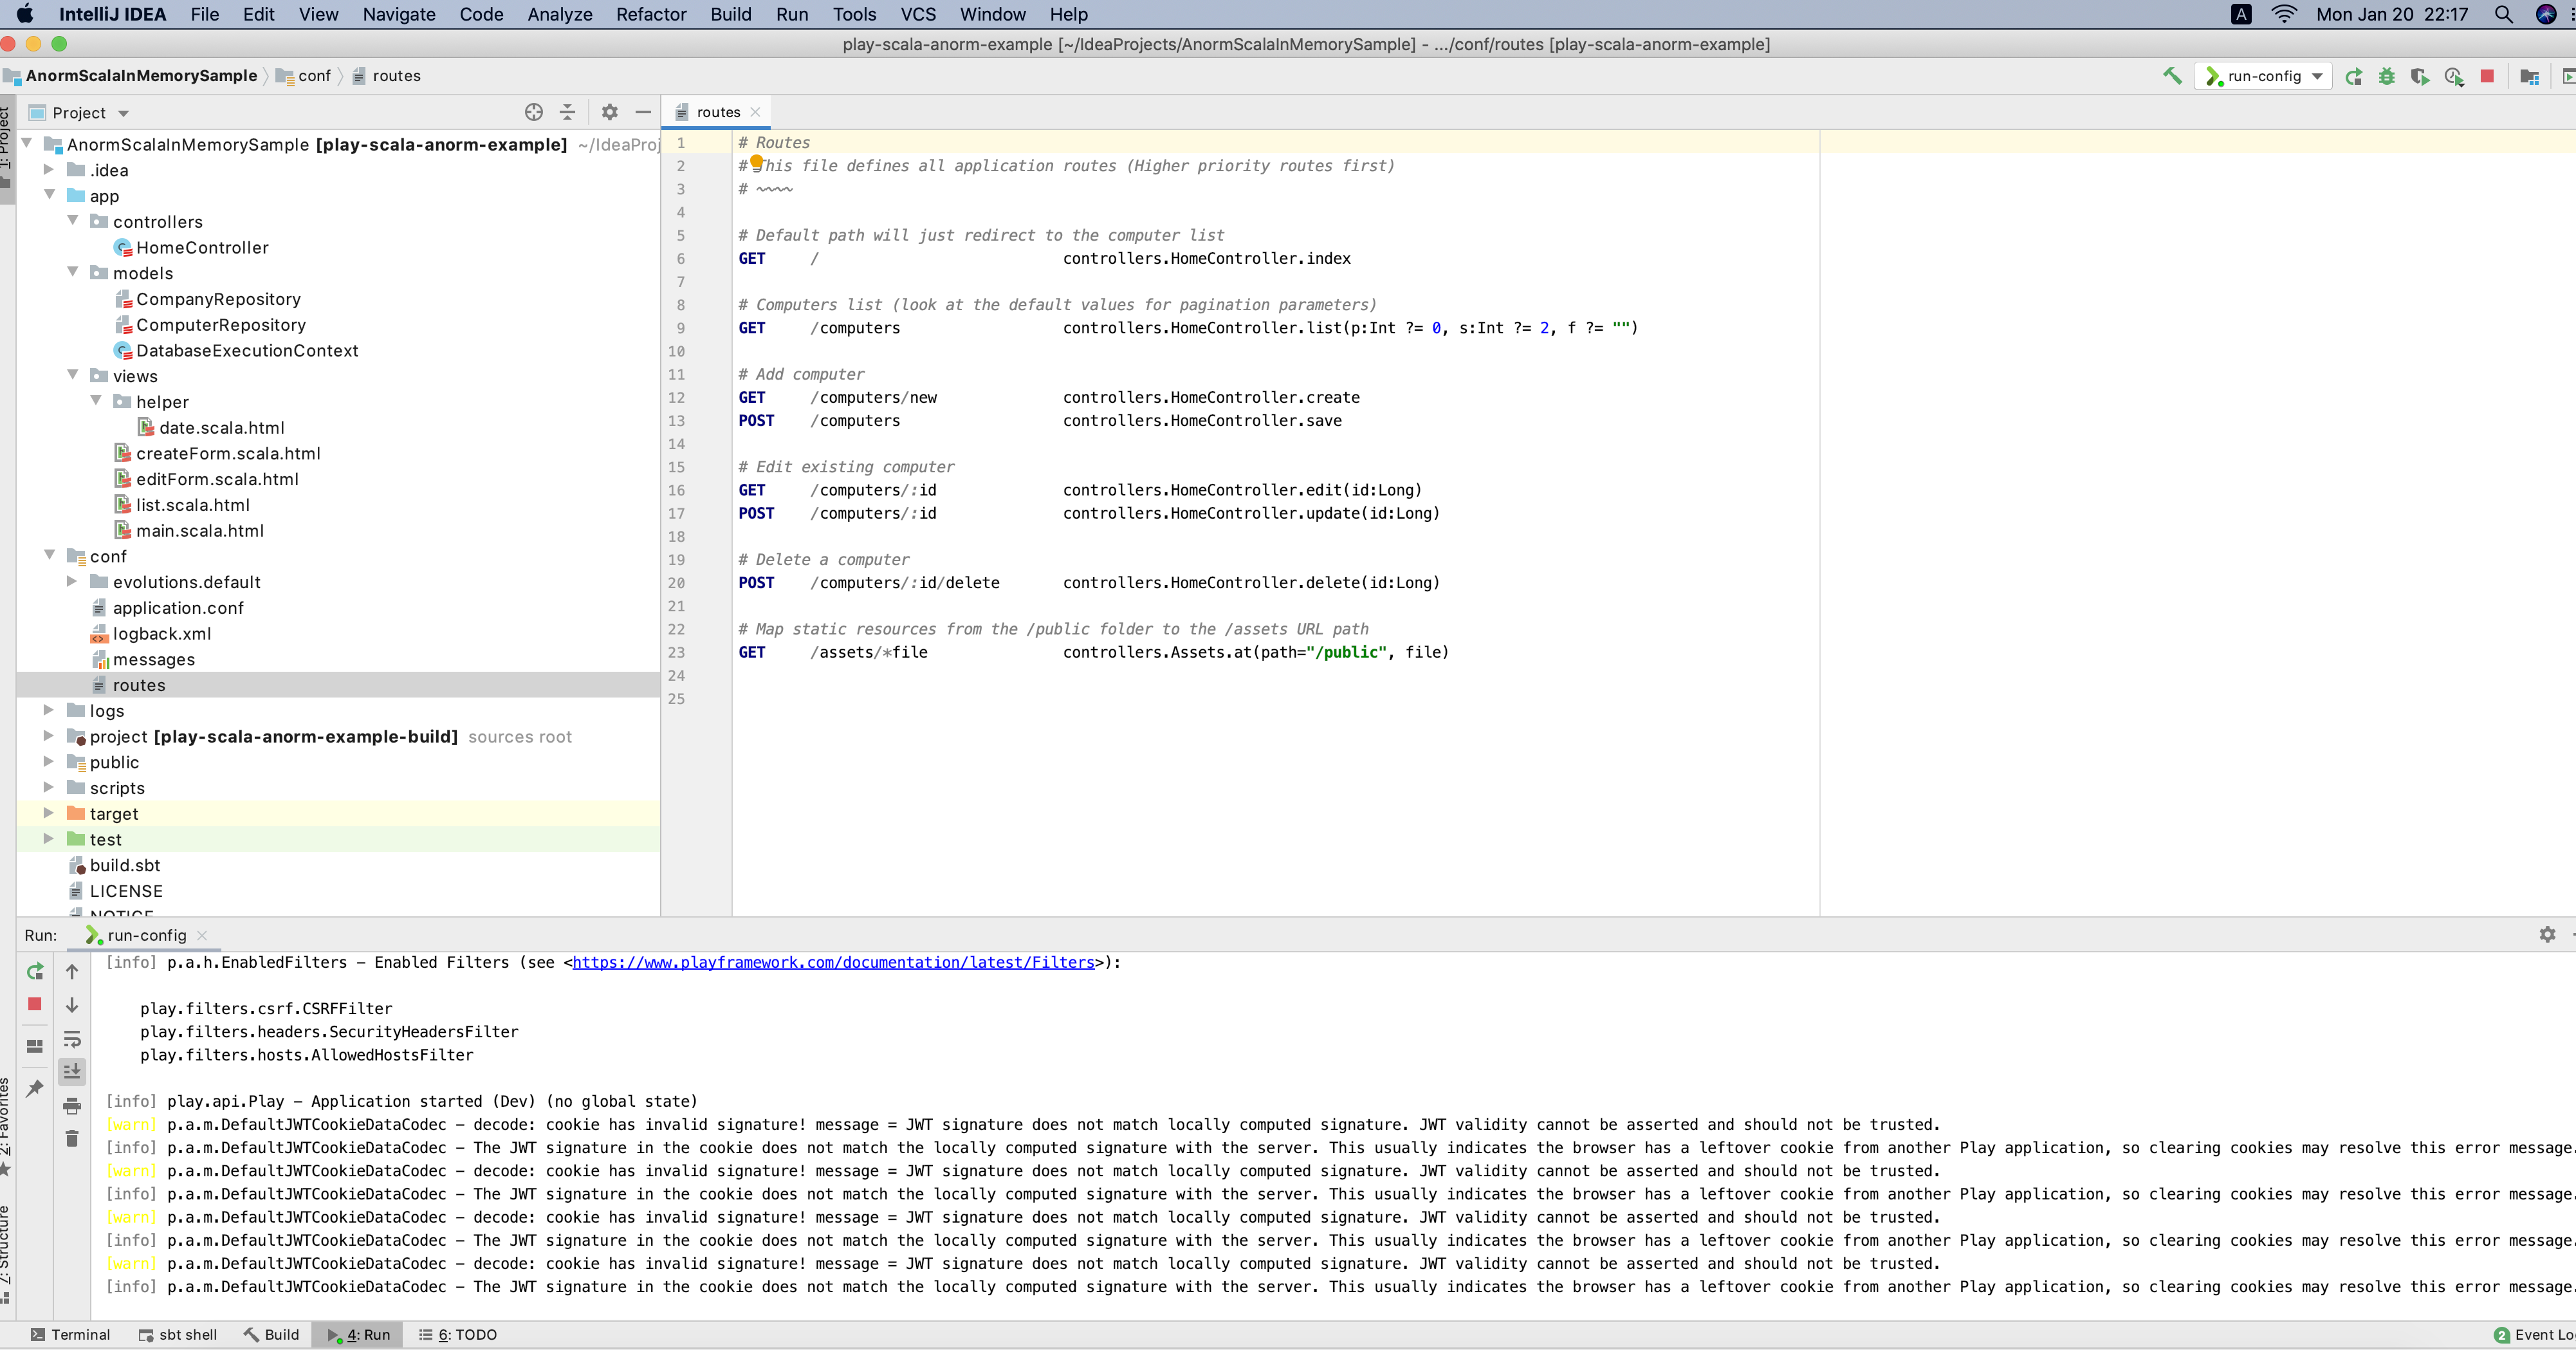 IntelliJ IDEA File Edit View Navigate Code Analyze Refactor Build Run Tools VCS Window Help A Mon Jan 20 22:17
play-scala-anorm-example [~/IdeaProjects/AnormScalaInMemorySample] - .../conf/routes [play-scala-anorm-example]
AnormScalaInMemorySample conf routes run-config
1: Project
Project
routes
AnormScalaInMemorySample [play-scala-anorm-example] ~/IdeaProj
.idea
app
controllers
HomeController
models
CompanyRepository
ComputerRepository
DatabaseExecutionContext
views
helper
date.scala.html
createForm.scala.html
editForm.scala.html
list.scala.html
main.scala.html
conf
evolutions.default
application.conf
logback.xml
messages
routes
logs
project [play-scala-anorm-example-build] sources root
public
scripts
target
test
build.sbt
LICENSE
NOTICE
1 # Routes
2 # This file defines all application routes (Higher priority routes first)
3 # ~~~~
4
5 # Default path will just redirect to the computer list
6 GET / controllers.HomeController.index
7
8 # Computers list (look at the default values for pagination parameters)
9 GET /computers controllers.HomeController.list(p:Int ?= 0, s:Int ?= 2, f ?= "")
10
11 # Add computer
12 GET /computers/new controllers.HomeController.create
13 POST /computers controllers.HomeController.save
14
15 # Edit existing computer
16 GET /computers/:id controllers.HomeController.edit(id:Long)
17 POST /computers/:id controllers.HomeController.update(id:Long)
18
19 # Delete a computer
20 POST /computers/:id/delete controllers.HomeController.delete(id:Long)
21
22 # Map static resources from the /public folder to the /assets URL path
23 GET /assets/*file controllers.Assets.at(path="/public", file)
24
25
Run: run-config
[info] p.a.h.EnabledFilters – Enabled Filters (see <https://www.playframework.com/documentation/latest/Filters>):
play.filters.csrf.CSRFFilter
play.filters.headers.SecurityHeadersFilter
play.filters.hosts.AllowedHostsFilter
[info] play.api.Play – Application started (Dev) (no global state)
[warn] p.a.m.DefaultJWTCookieDataCodec – decode: cookie has invalid signature! message = JWT signature does not match locally computed signature. JWT validity cannot be asserted and should not be trusted.
[info] p.a.m.DefaultJWTCookieDataCodec – The JWT signature in the cookie does not match the locally computed signature with the server. This usually indicates the browser has a leftover cookie from another Play application, so clearing cookies may resolve this error message.
[warn] p.a.m.DefaultJWTCookieDataCodec – decode: cookie has invalid signature! message = JWT signature does not match locally computed signature. JWT validity cannot be asserted and should not be trusted.
[info] p.a.m.DefaultJWTCookieDataCodec – The JWT signature in the cookie does not match the locally computed signature with the server. This usually indicates the browser has a leftover cookie from another Play application, so clearing cookies may resolve this error message.
[warn] p.a.m.DefaultJWTCookieDataCodec – decode: cookie has invalid signature! message = JWT signature does not match locally computed signature. JWT validity cannot be asserted and should not be trusted.
[info] p.a.m.DefaultJWTCookieDataCodec – The JWT signature in the cookie does not match the locally computed signature with the server. This usually indicates the browser has a leftover cookie from another Play application, so clearing cookies may resolve this error message.
[warn] p.a.m.DefaultJWTCookieDataCodec – decode: cookie has invalid signature! message = JWT signature does not match locally computed signature. JWT validity cannot be asserted and should not be trusted.
[info] p.a.m.DefaultJWTCookieDataCodec – The JWT signature in the cookie does not match the locally computed signature with the server. This usually indicates the browser has a leftover cookie from another Play application, so clearing cookies may resolve this error message.
2: Favorites
7: Structure
Terminal sbt shell Build 4: Run 6: TODO 2 Event Lo